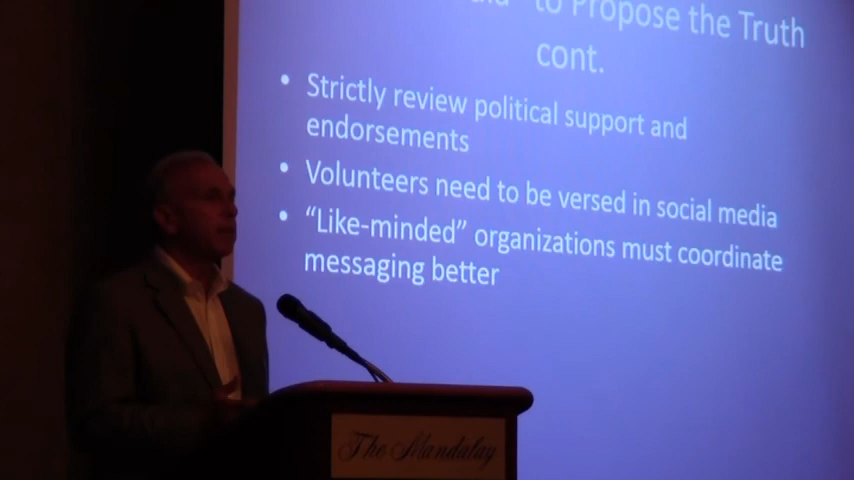 to Propose the Truth
cont.
• Strictly review political support and
endorsements
• Volunteers need to be versed in social media
• “Like-minded” organizations must coordinate
messaging better
The Mandalay